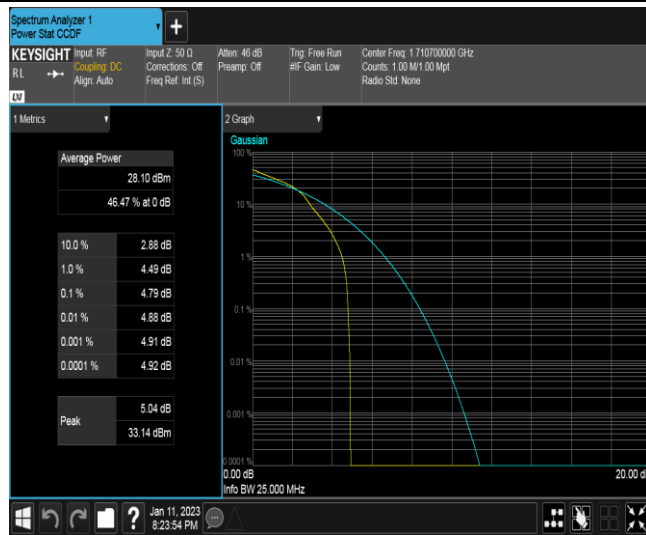 Spectrum Analyzer 1
Power Stat CCDF
+
KEYSIGHT
RL
Input: RF
Coupling: DC
Align: Auto
Input Z: 50 Ω
Corrections: Off
Freq Ref: Int (S)
Atten: 46 dB
Preamp: Off
Trig: Free Run
#IF Gain: Low
Center Freq: 1.710700000 GHz
Counts: 1.00 M/1.00 Mpt
Radio Std: None
1 Metrics
Average Power
28.10 dBm
46.47 % at 0 dB
10.0 % 2.88 dB
1.0 % 4.49 dB
0.1 % 4.79 dB
0.01 % 4.88 dB
0.001 % 4.91 dB
0.0001 % 4.92 dB
Peak
5.04 dB
33.14 dBm
2 Graph
Gaussian
100 %
10 %
1 %
0.1 %
0.01 %
0.001 %
0.0001 %
0.00 dB
20.00 d
Info BW 25.000 MHz
?
Jan 11, 2023
8:23:54 PM